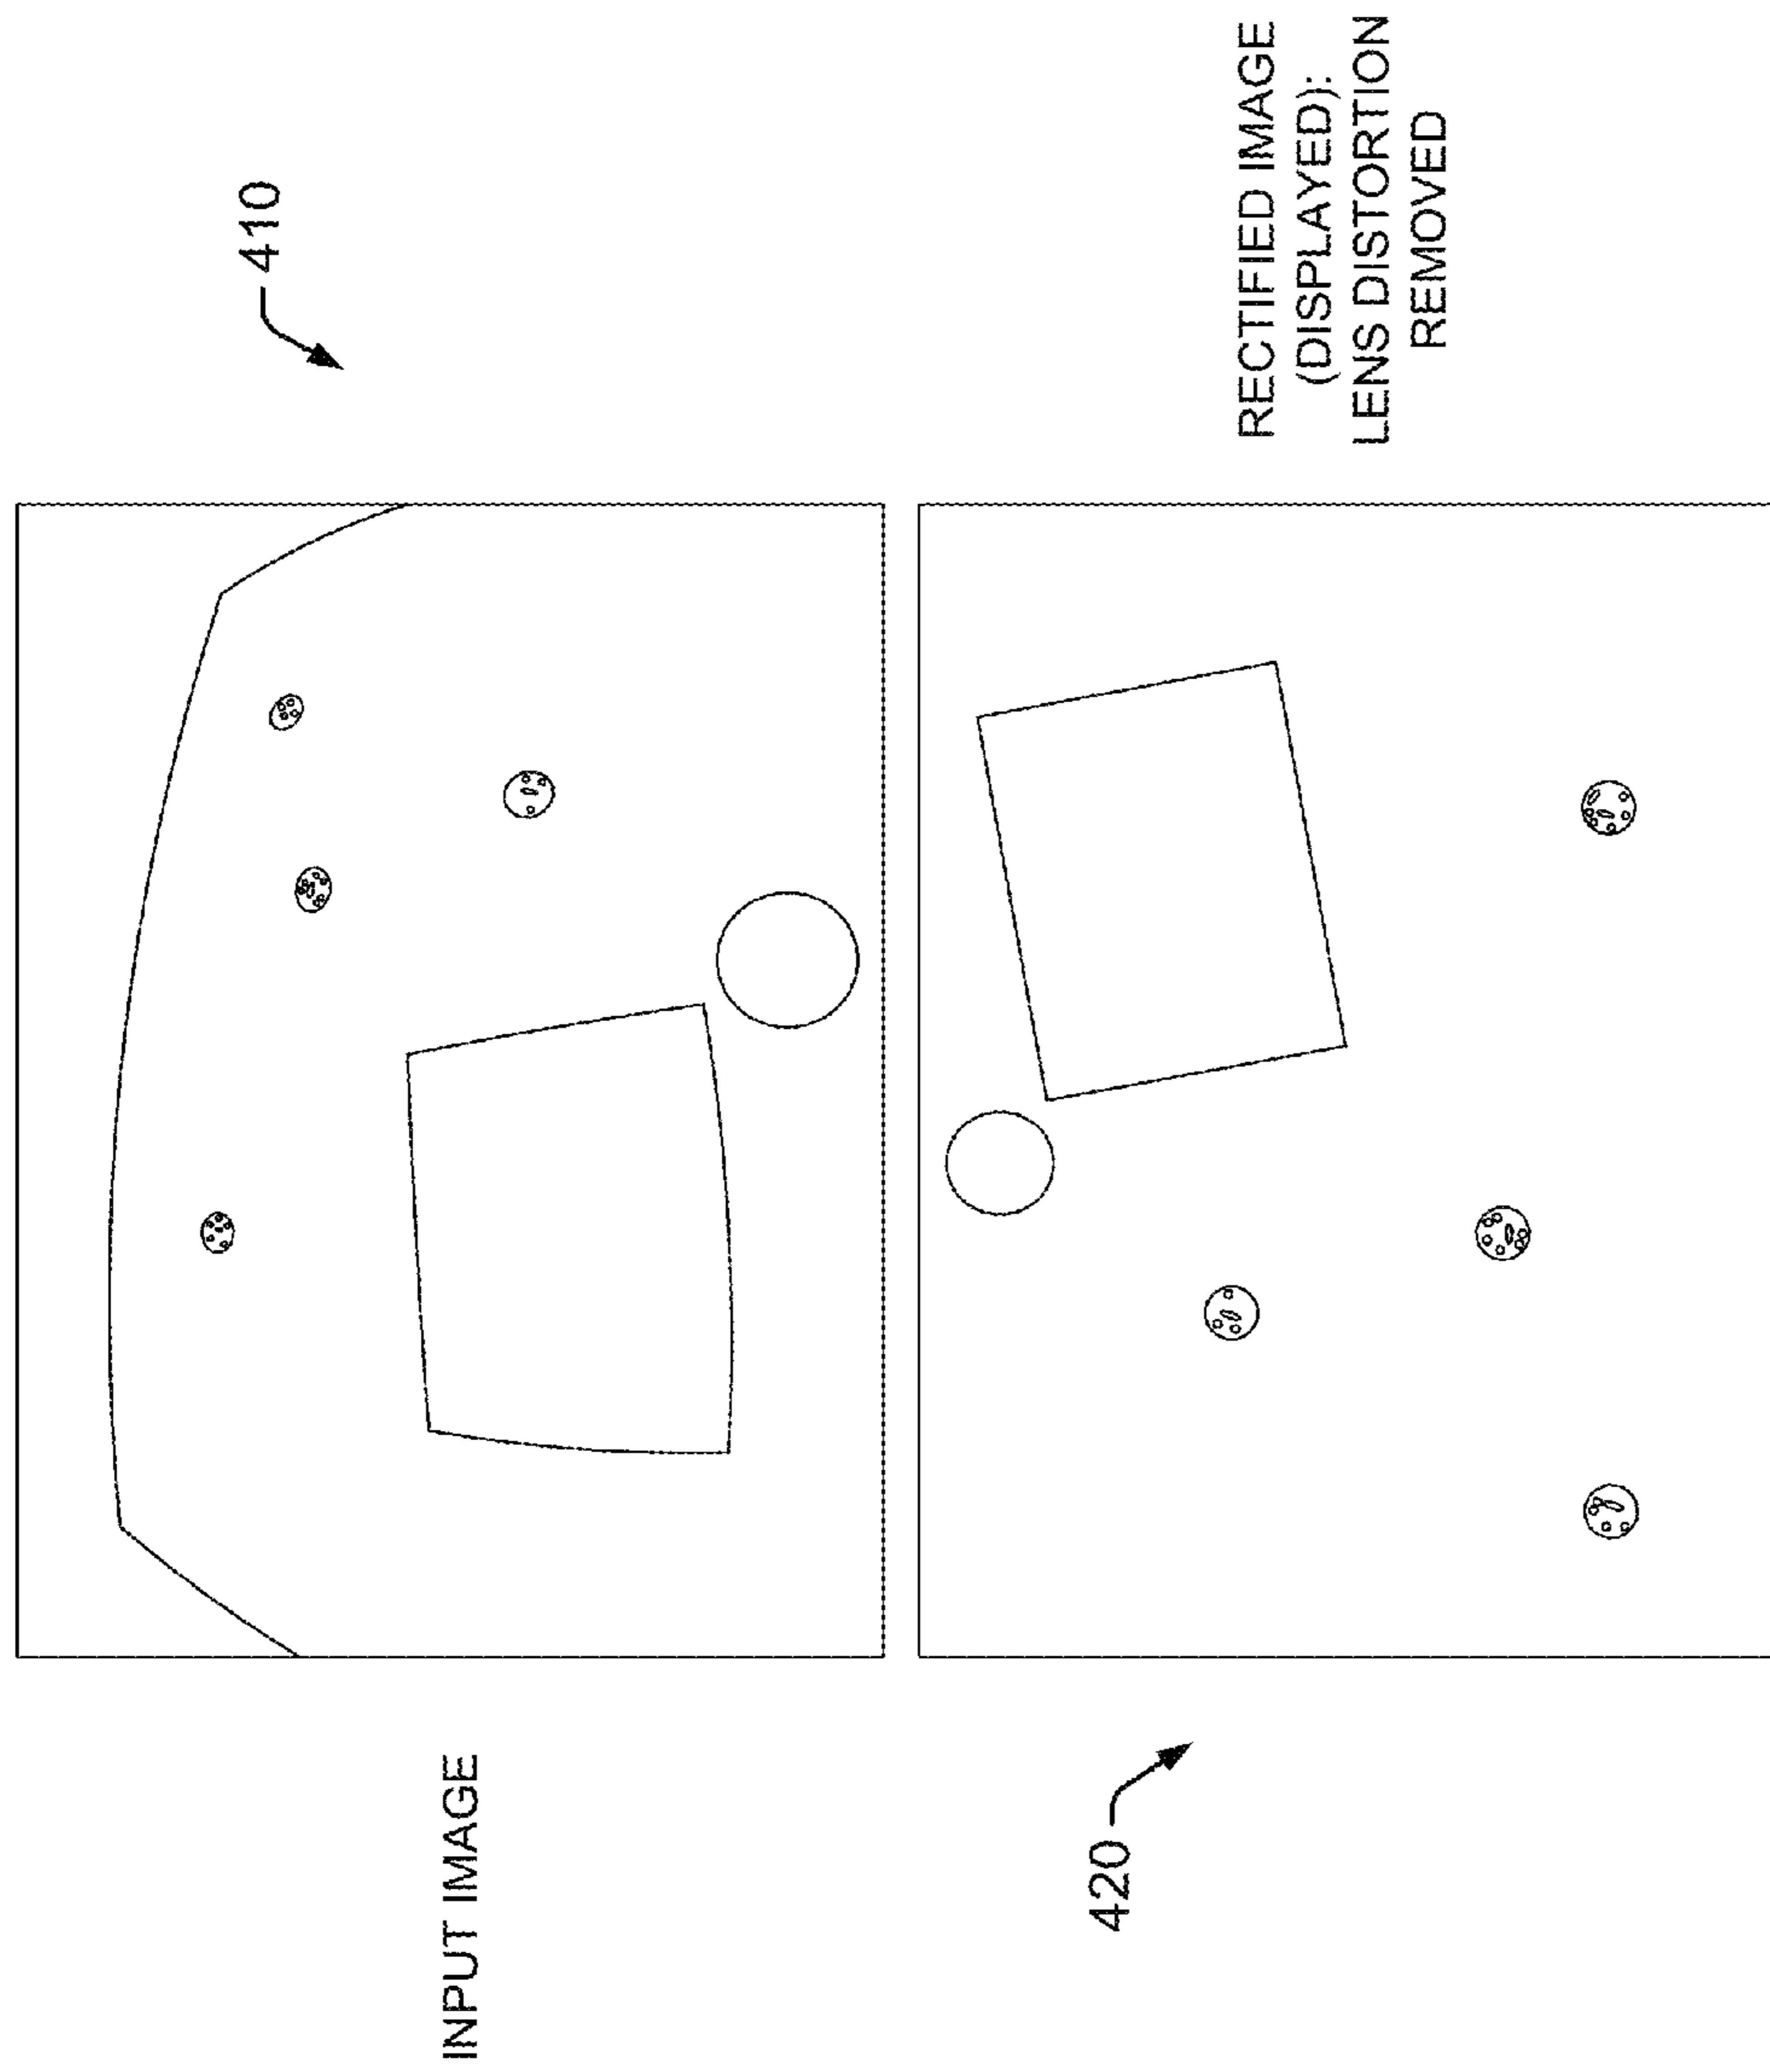 INPUT IMAGE
410
420
RECTIFIED IMAGE
(DISPLAYED):
LENS DISTORTION
REMOVED